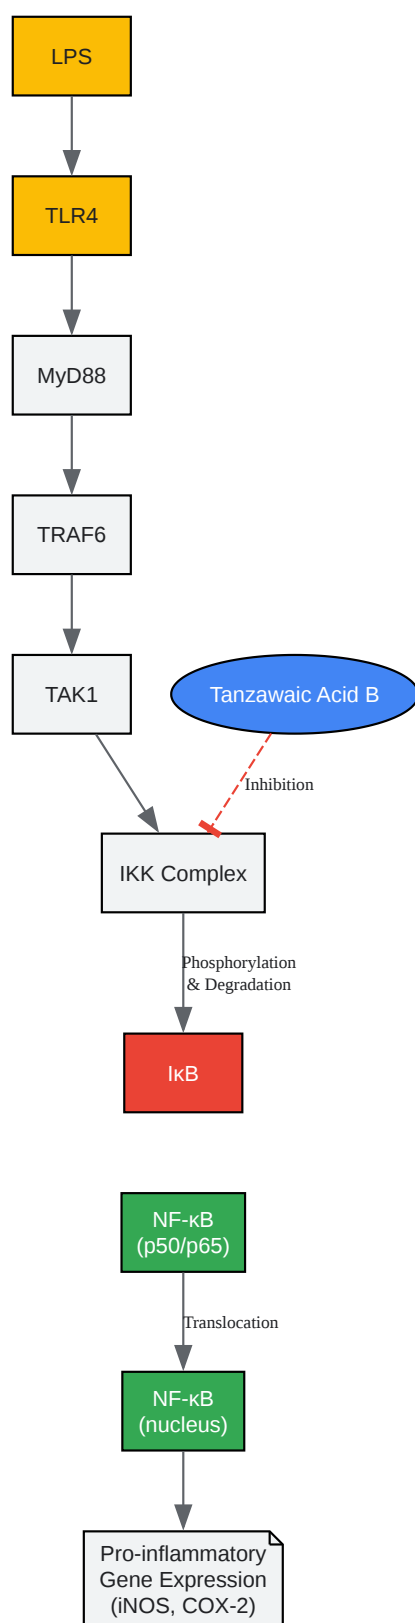 LPS
TLR4
MyD88
TRAF6
TAK1
Tanzawaic Acid B
Inhibition
IKK Complex
Phosphorylation
& Degradation
IκB
NF-κB
(p50/p65)
Translocation
NF-κB
(nucleus)
Pro-inflammatory
Gene Expression
(iNOS, COX-2)